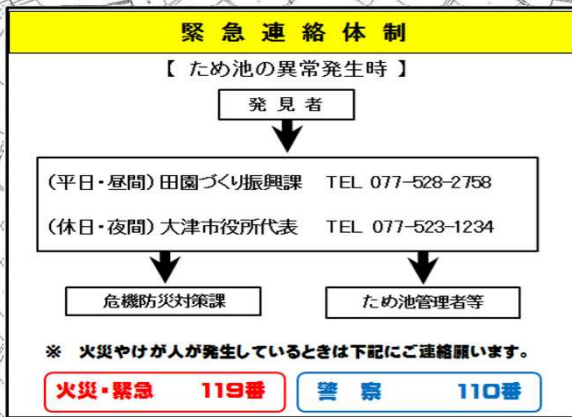 緊急連絡体制
【 ため池の異常発生時 】
発見者
(平日・昼間) 田園づくり振興課 TEL 077-528-2758
(休日・夜間) 大津市役所代表 TEL 077-523-1234
危機防災対策課 ため池管理者等
※ 火災やけが人が発生しているときは下記にご連絡願います。
火災・緊急 119番 警察 110番